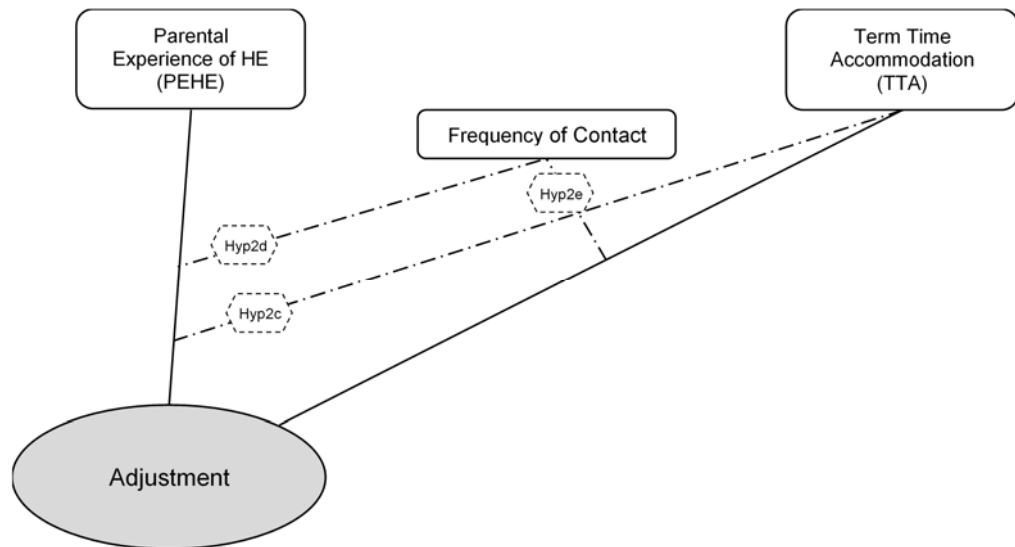 Parental
Experience of HE
(PEHE)
Term Time
Accommodation
(TTA)
Frequency of Contact
Hyp2e
Hyp2d
Hyp2c
Adjustment